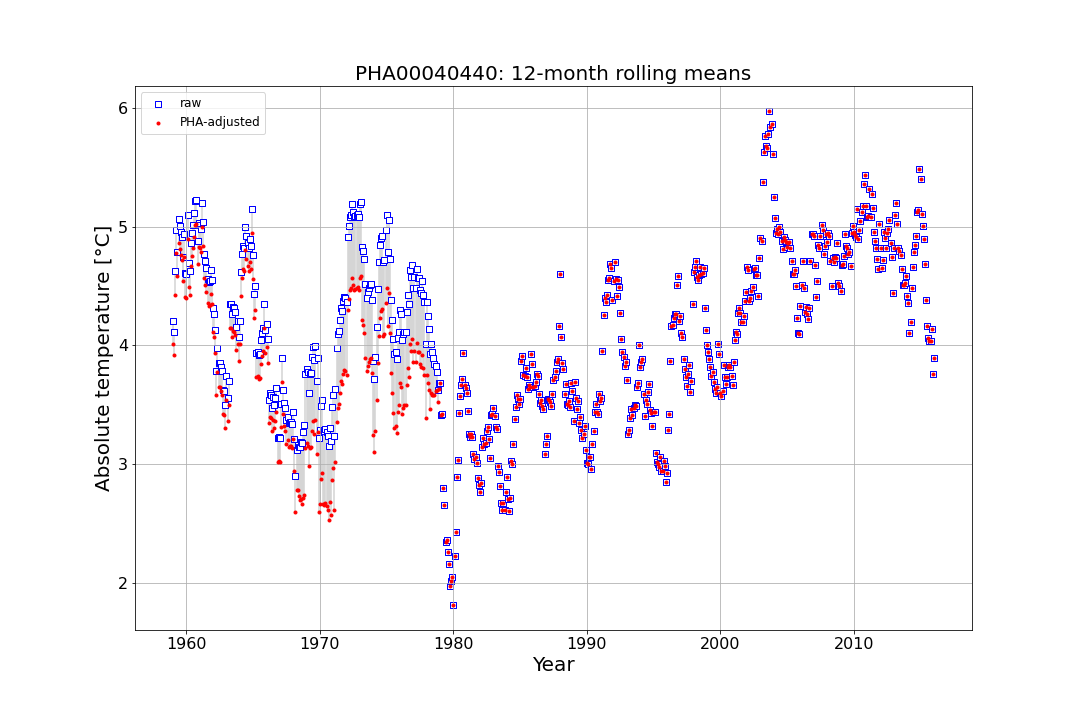 PHA00040440: 12-month rolling means
raw
PHA-adjusted
Absolute temperature [°C]
6
5
4
3
2
1960 1970 1980 1990 2000 2010
Year